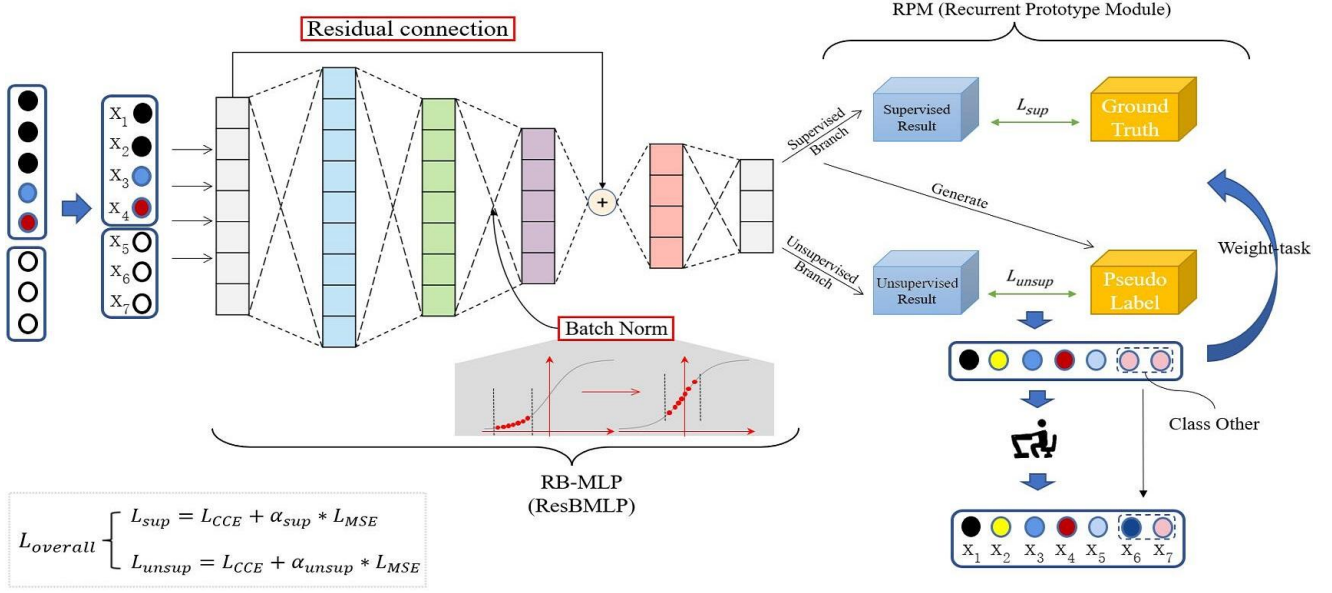 RPM (Recurrent Prototype Module)
Residual connection
X1
X2
X3
X4
X5
X6
X7
Supervised
Branch
Supervised
Result
Lsup
Ground
Truth
Generate
Weight-task
Unsupervised
Branch
Unsupervised
Result
Lunsup
Pseudo
Label
+
Batch Norm
Class Other
RB-MLP
(ResBMLP)
Loverall
Lsup = LCCE + αsup * LMSE
Lunsup = LCCE + αunsup * LMSE
X1 X2 X3 X4 X5 X6 X7